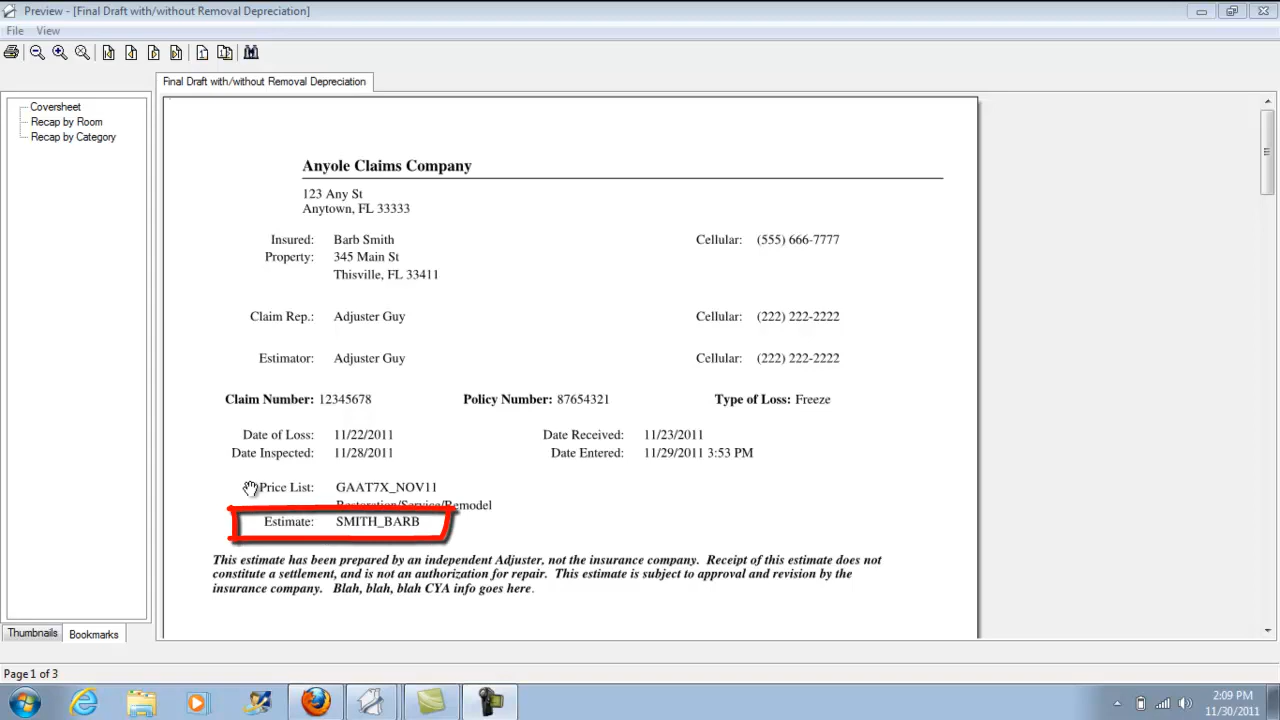 Preview - [Final Draft with/without Removal Depreciation]
File View
1
Final Draft with/without Removal Depreciation
Coversheet
Recap by Room
Recap by Category
Anyole Claims Company
123 Any St
Anytown, FL 33333
Insured: Barb Smith Cellular: (555) 666-7777
Property: 345 Main St
Thisville, FL 33411
Claim Rep.: Adjuster Guy Cellular: (222) 222-2222
Estimator: Adjuster Guy Cellular: (222) 222-2222
Claim Number: 12345678 Policy Number: 87654321 Type of Loss: Freeze
Date of Loss: 11/22/2011 Date Received: 11/23/2011
Date Inspected: 11/28/2011 Date Entered: 11/29/2011 3:53 PM
Price List: GAAT7X_NOV11
Restoration/Service/Remodel
Estimate: SMITH_BARB
This estimate has been prepared by an independent Adjuster, not the insurance company. Receipt of this estimate does not
constitute a settlement, and is not an authorization for repair. This estimate is subject to approval and revision by the
insurance company. Blah, blah, blah CYA info goes here.
Thumbnails Bookmarks
Page 1 of 3
2:09 PM
11/30/2011